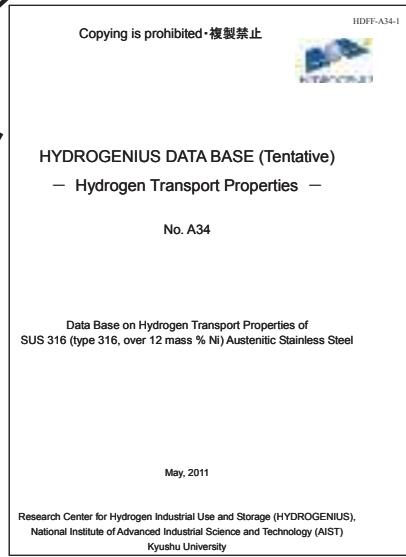 HDFF-A34-1
Copying is prohibited・複製禁止
HYDROGENIUS DATA BASE (Tentative)
－ Hydrogen Transport Properties －
No. A34
Data Base on Hydrogen Transport Properties of
SUS 316 (type 316, over 12 mass % Ni) Austenitic Stainless Steel
May, 2011
Research Center for Hydrogen Industrial Use and Storage (HYDROGENIUS),
National Institute of Advanced Industrial Science and Technology (AIST)
Kyushu University